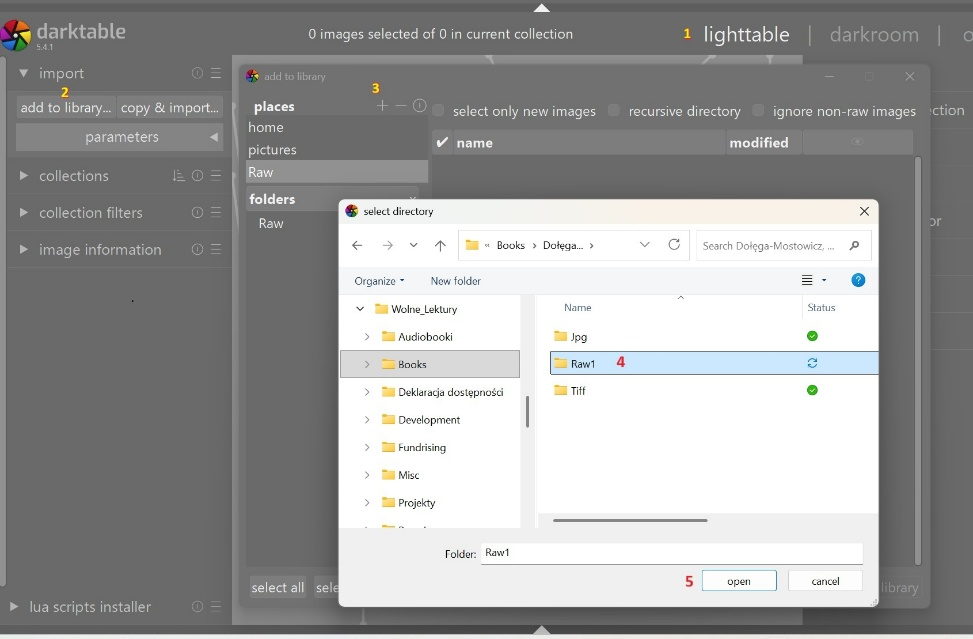 darktable
5.4.1
0 images selected of 0 in current collection
1 lighttable | darkroom |
import
2
add to library... copy & import...
parameters
collections
collection filters
image information
lua scripts installer
add to library
3
places
home
pictures
Raw
folders
Raw
select only new images recursive directory ignore non-raw images
name modified
select all
library
select directory
« Books › Dołęga... ›
Search Dołęga-Mostowicz, ...
Organize New folder
Wolne_Lektury
Audiobooki
Books
Deklaracja dostępności
Development
Fundrising
Misc
Projekty
Name Status
Jpg
Raw1 4
Tiff
Folder: Raw1
5 open cancel